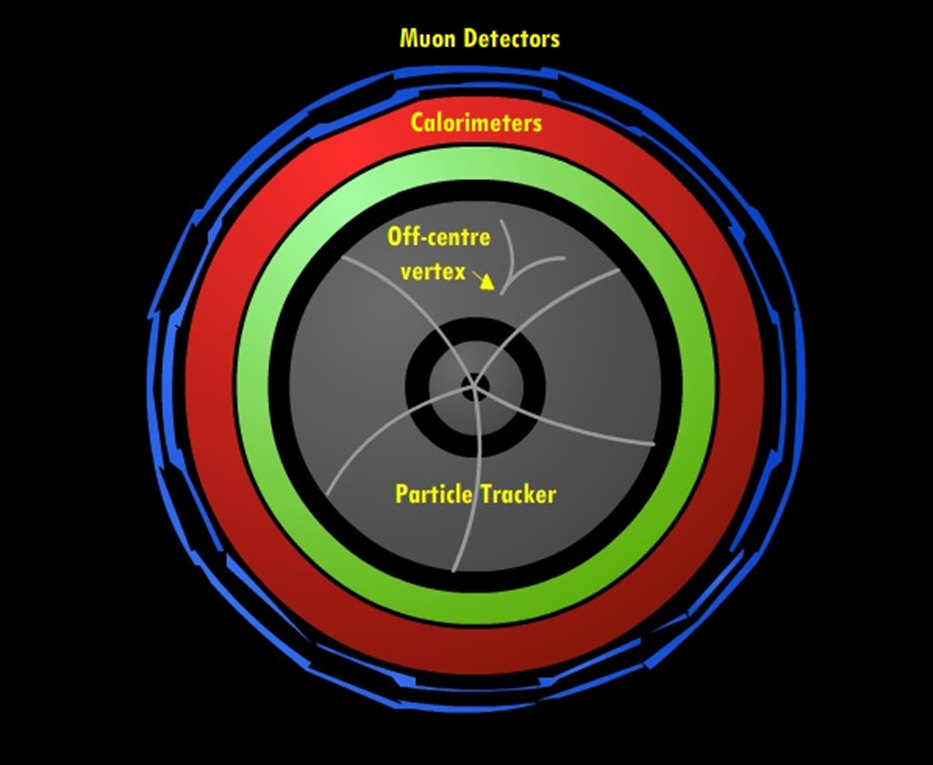 Muon Detectors
Calorimeters
Off-centre
vertex
Particle Tracker